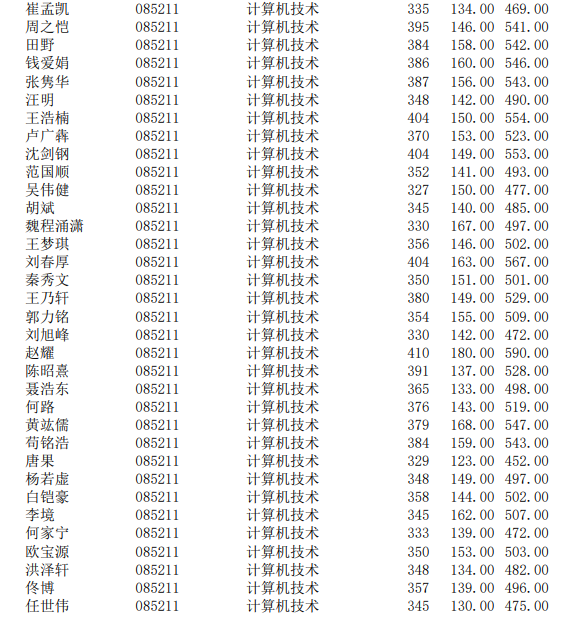 崔孟凯 085211 计算机技术 335 134.00 469.00
周之恺 085211 计算机技术 395 146.00 541.00
田野 085211 计算机技术 384 158.00 542.00
钱爱娟 085211 计算机技术 386 160.00 546.00
张隽华 085211 计算机技术 387 156.00 543.00
汪明 085211 计算机技术 348 142.00 490.00
王浩楠 085211 计算机技术 404 150.00 554.00
卢广犇 085211 计算机技术 370 153.00 523.00
沈剑钢 085211 计算机技术 404 149.00 553.00
范国顺 085211 计算机技术 352 141.00 493.00
吴伟健 085211 计算机技术 327 150.00 477.00
胡斌 085211 计算机技术 345 140.00 485.00
魏程涌潇 085211 计算机技术 330 167.00 497.00
王梦琪 085211 计算机技术 356 146.00 502.00
刘春厚 085211 计算机技术 404 163.00 567.00
秦秀文 085211 计算机技术 350 151.00 501.00
王乃轩 085211 计算机技术 380 149.00 529.00
郭力铭 085211 计算机技术 354 155.00 509.00
刘旭峰 085211 计算机技术 330 142.00 472.00
赵耀 085211 计算机技术 410 180.00 590.00
陈昭熹 085211 计算机技术 391 137.00 528.00
聂浩东 085211 计算机技术 365 133.00 498.00
何路 085211 计算机技术 376 143.00 519.00
黄竑儒 085211 计算机技术 379 168.00 547.00
苟铭浩 085211 计算机技术 384 159.00 543.00
唐果 085211 计算机技术 329 123.00 452.00
杨若虚 085211 计算机技术 348 149.00 497.00
白铠豪 085211 计算机技术 358 144.00 502.00
李境 085211 计算机技术 345 162.00 507.00
何家宁 085211 计算机技术 333 139.00 472.00
欧宝源 085211 计算机技术 350 153.00 503.00
洪泽轩 085211 计算机技术 348 134.00 482.00
佟博 085211 计算机技术 357 139.00 496.00
任世伟 085211 计算机技术 345 130.00 475.00